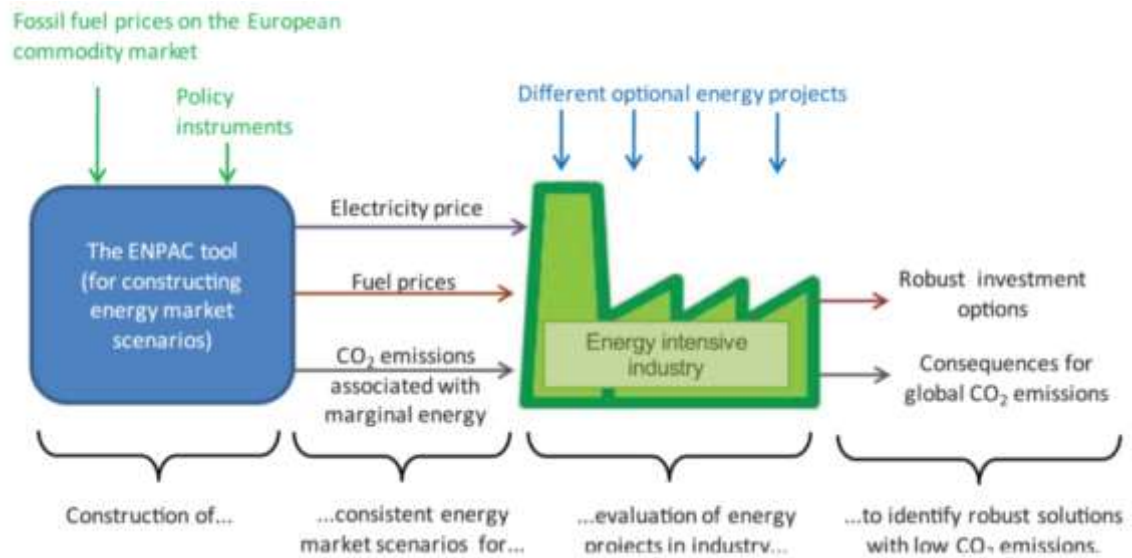 Fossil fuel prices on the European
commodity market
Policy
instruments
Different optional energy projects
The ENPAC tool
(for constructing
energy market
scenarios)
Electricity price
Fuel prices
CO₂ emissions
associated with
marginal energy
Energy intensive
industry
Robust investment
options
Consequences for
global CO₂ emissions
Construction of...
...consistent energy
market scenarios for...
...evaluation of energy
projects in industry...
...to identify robust solutions
with low CO₂ emissions.